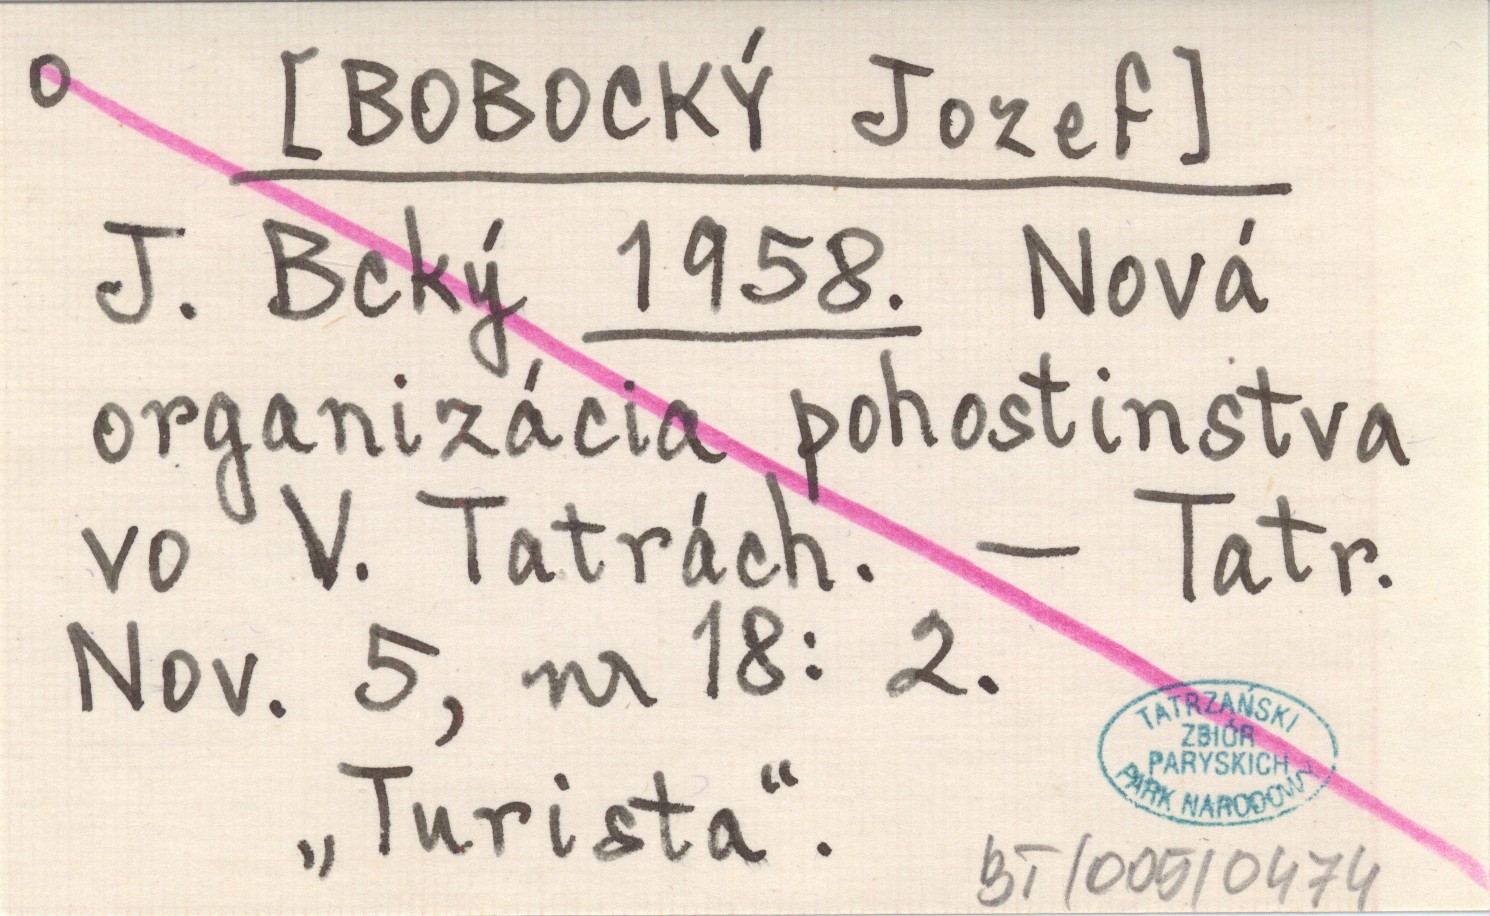 o [BOBOCKÝ Jozef]
J. Bcký 1958. Nová
organizácia pohostinstva
vo V. Tatrách. — Tatr.
Nov. 5, nr 18: 2.
„Turista“.
TATRZAŃSKI
ZBIÓR
PARYSKICH
PARK NARODOWY
BT/005/0474